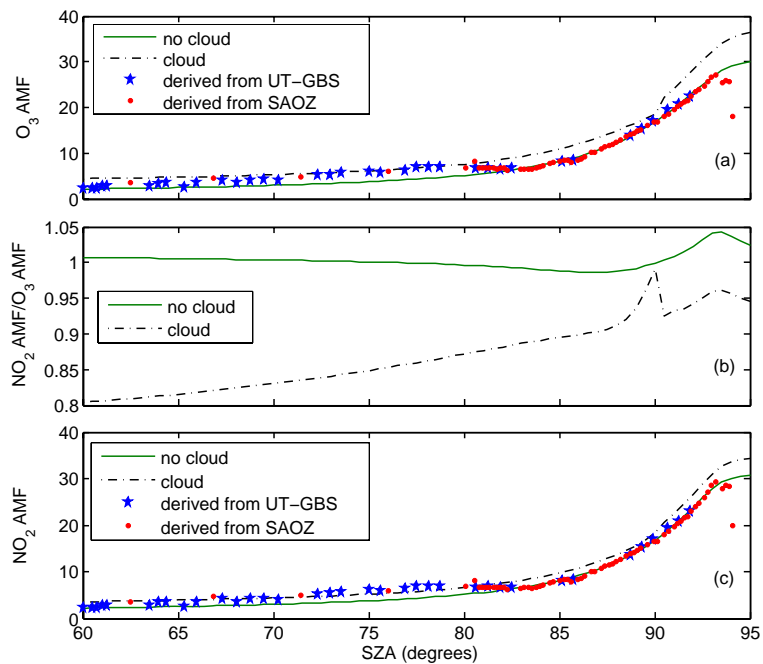 40
30
20
10
0
O3 AMF
no cloud
cloud
derived from UT−GBS
derived from SAOZ
(a)
1.05
1
0.95
0.9
0.85
0.8
NO2 AMF/O3 AMF
no cloud
cloud
(b)
40
30
20
10
0
NO2 AMF
no cloud
cloud
derived from UT−GBS
derived from SAOZ
(c)
60 65 70 75 80 85 90 95
SZA (degrees)